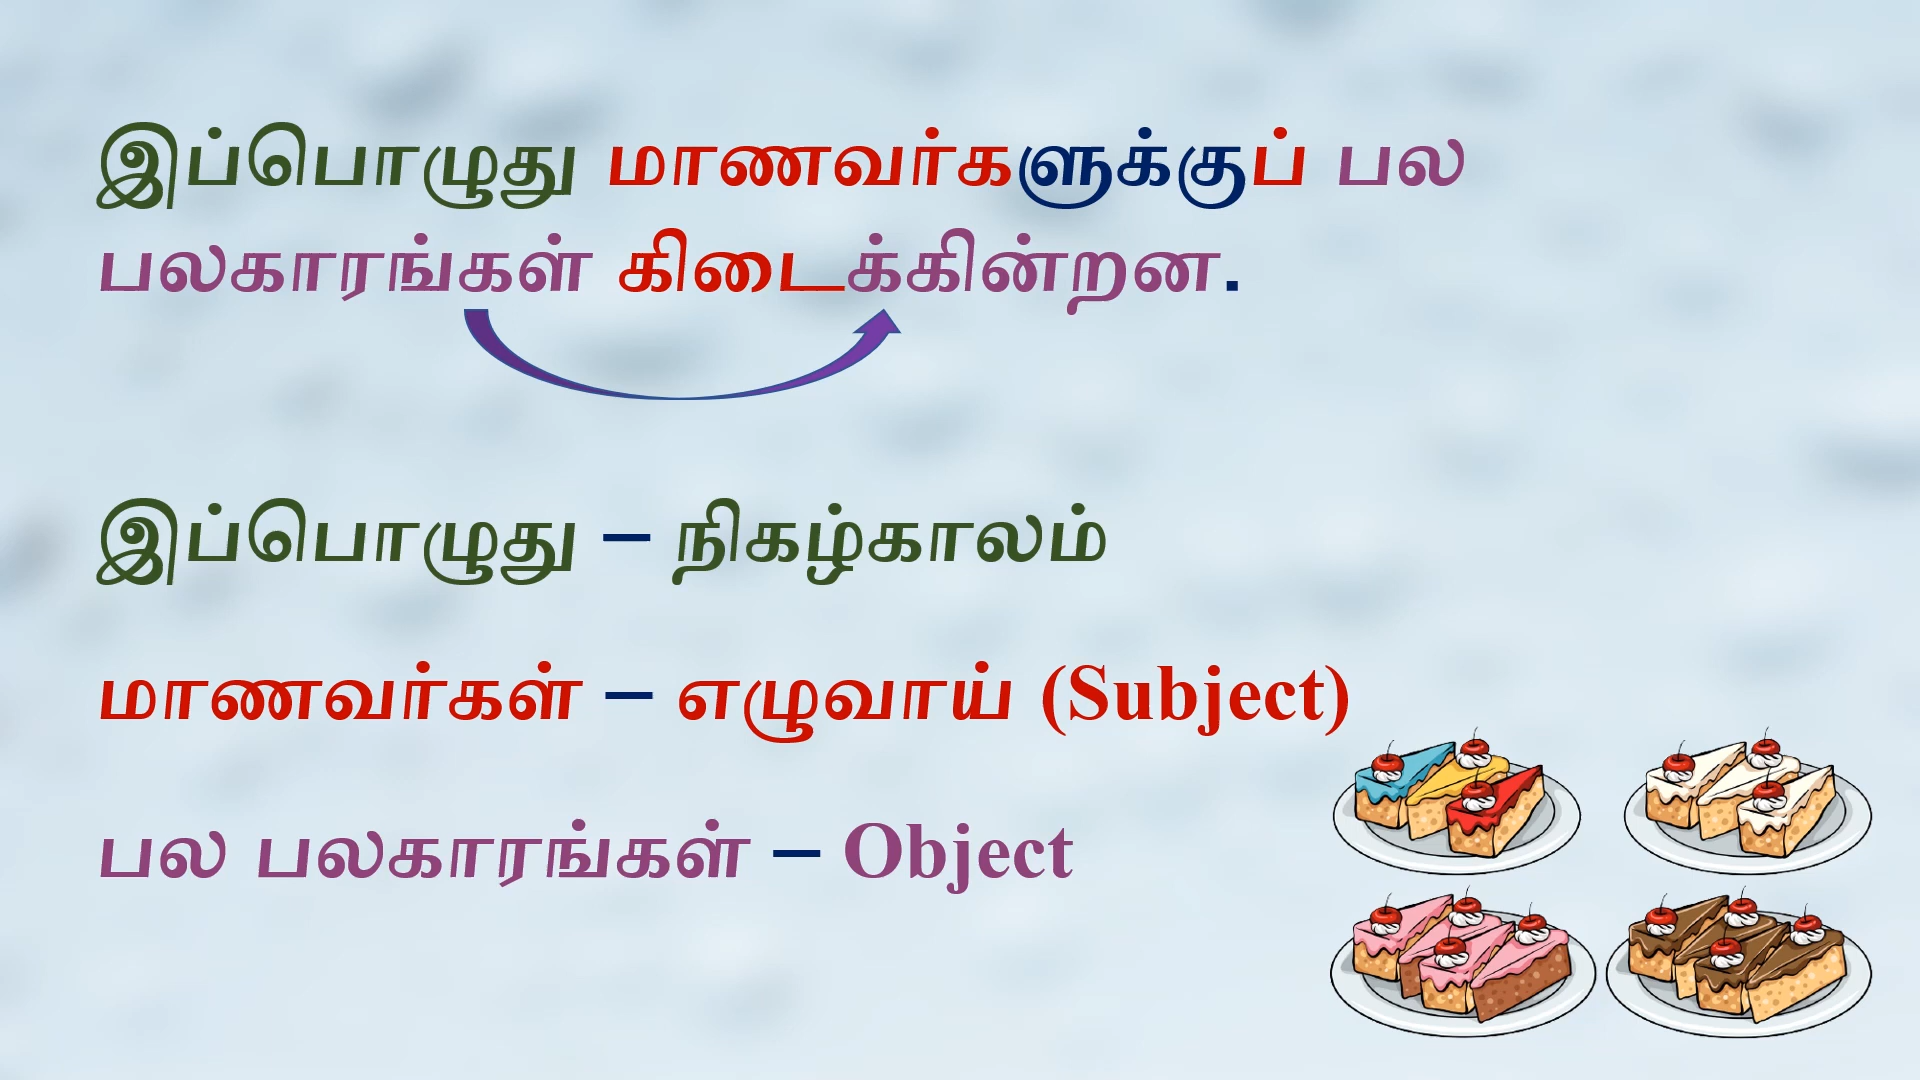 இப்பொழுது மாணவர்களுக்குப் பல
பலகாரங்கள் கிடைக்கின்றன.
இப்பொழுது – நிகழ்காலம்
மாணவர்கள் – எழுவாய் (Subject)
பல பலகாரங்கள் – Object